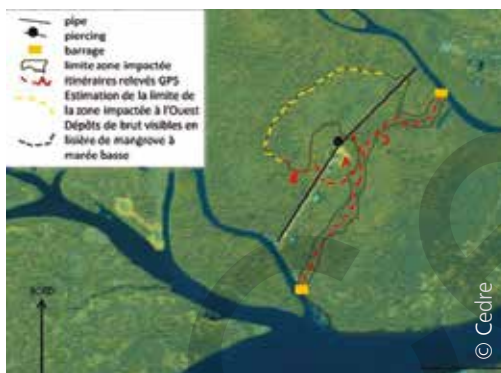 pipe
piercing
barrage
limite zone impactée
itinéraires relevés GPS
Estimation de la limite de
la zone impactée à l'Ouest
Dépôts de brut visibles en
lisière de mangrove à
marée basse
NORD
© Cedre